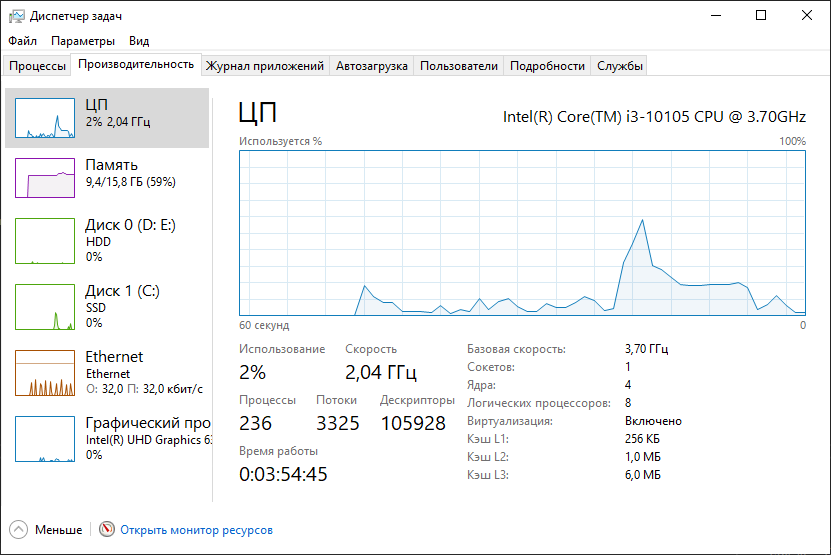 Диспетчер задач
Файл Параметры Вид
Процессы Производительность Журнал приложений Автозагрузка Пользователи Подробности Службы
ЦП
2% 2,04 ГГц
Память
9,4/15,8 ГБ (59%)
Диск 0 (D: E:)
HDD
0%
Диск 1 (C:)
SSD
0%
Ethernet
Ethernet
О: 32,0 П: 32,0 кбит/с
Графический про
Intel(R) UHD Graphics 6
0%
ЦП
Intel(R) Core(TM) i3-10105 CPU @ 3.70GHz
Используется % 100%
60 секунд 0
Использование Скорость
2% 2,04 ГГц
Процессы Потоки Дескрипторы
236 3325 105928
Время работы
0:03:54:45
Базовая скорость: 3,70 ГГц
Сокетов: 1
Ядра: 4
Логических процессоров: 8
Виртуализация: Включено
Кэш L1: 256 КБ
Кэш L2: 1,0 МБ
Кэш L3: 6,0 МБ
Меньше Открыть монитор ресурсов